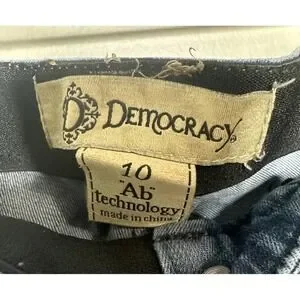 D DEMOCRACY
10
"Ab"
technology
made in china